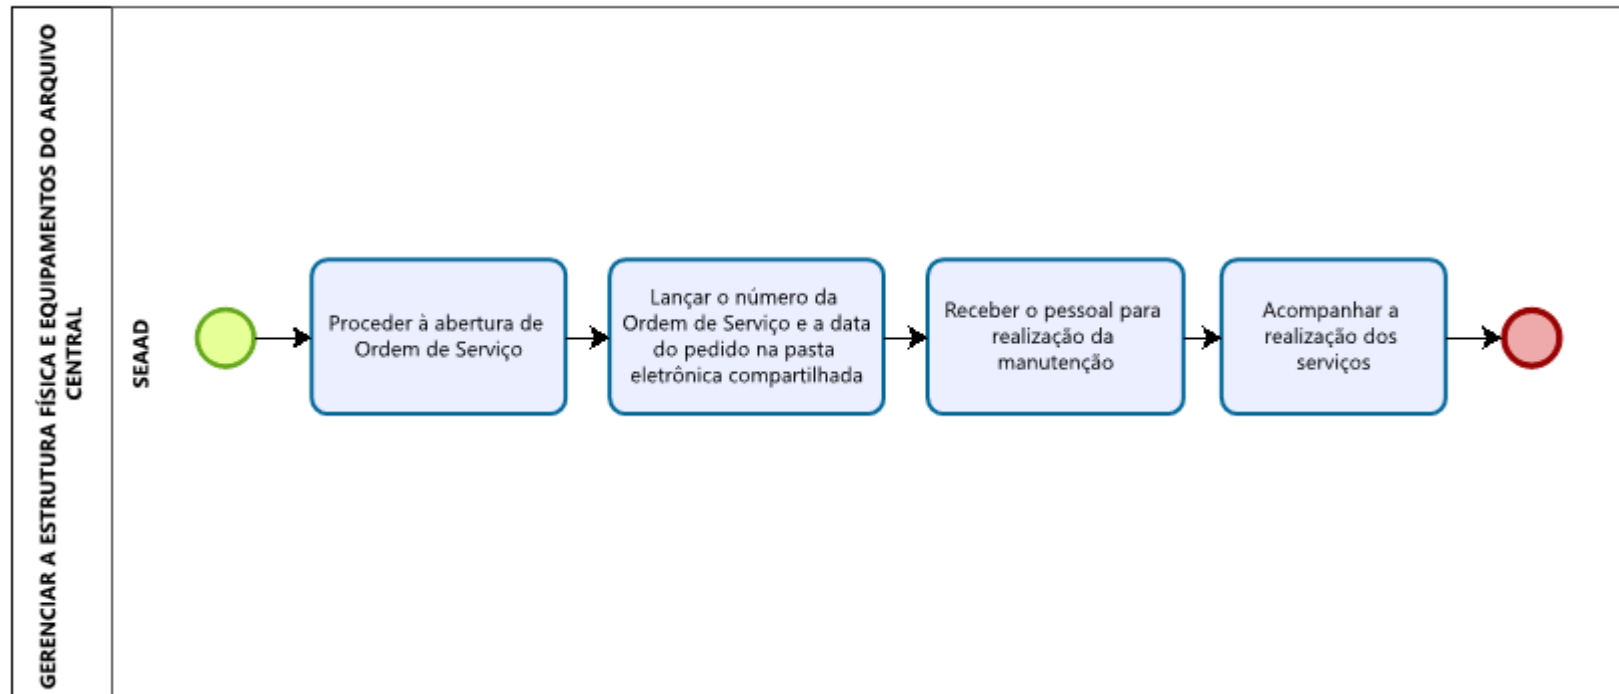 GERENCIAR A ESTRUTURA FÍSICA E EQUIPAMENTOS DO ARQUIVO
CENTRAL
SEAAD
Proceder à abertura de
Ordem de Serviço
Lançar o número da
Ordem de Serviço e a data
do pedido na pasta
eletrônica compartilhada
Receber o pessoal para
realização da
manutenção
Acompanhar a
realização dos
serviços